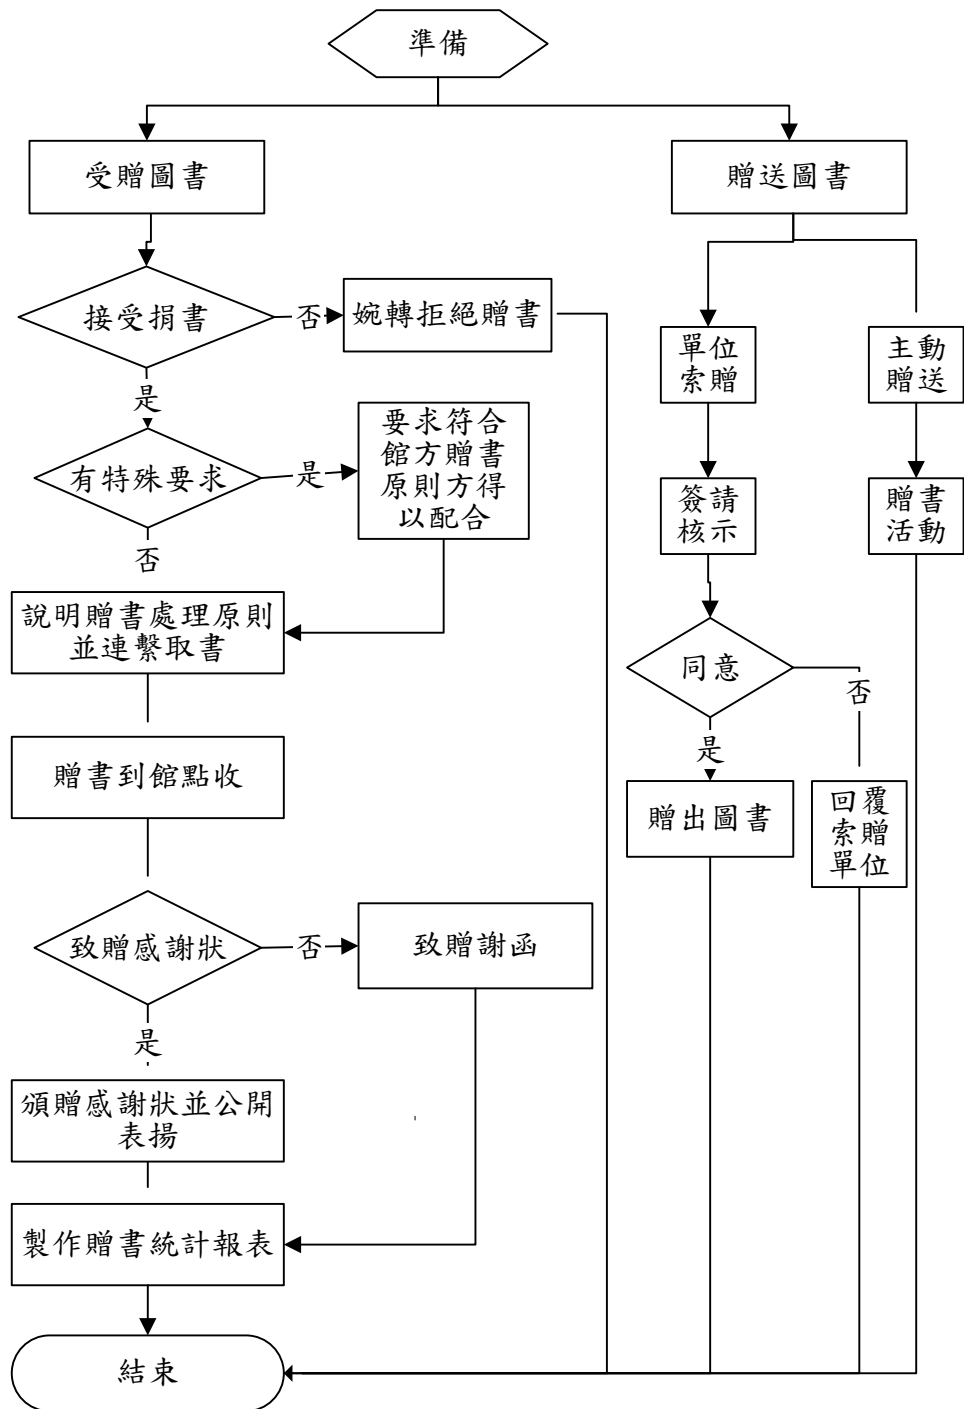 準備
受贈圖書
贈送圖書
接受捐書
否
婉轉拒絕贈書
單位
索贈
主動
贈送
是
有特殊要求
是
要求符合
館方贈書
原則方得
以配合
簽請
核示
贈書
活動
否
說明贈書處理原則
並連繫取書
同意
否
是
贈書到館點收
贈出圖書
回覆
索贈
單位
致贈感謝狀
否
致贈謝函
是
頒贈感謝狀並公開
表揚
製作贈書統計報表
結束